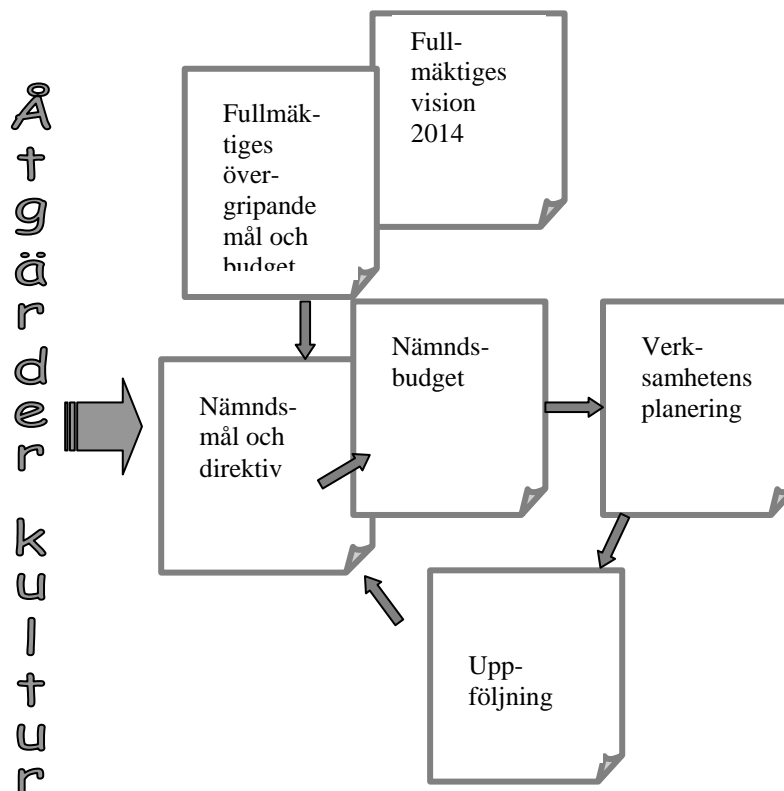 Åtgärder kultur
Full-
mäktiges
vision
2014
Fullmäk-
tiges
över-
gripande
mål och
budget
Nämnds-
mål och
direktiv
Nämnds-
budget
Verk-
samhetens
planering
Upp-
följning